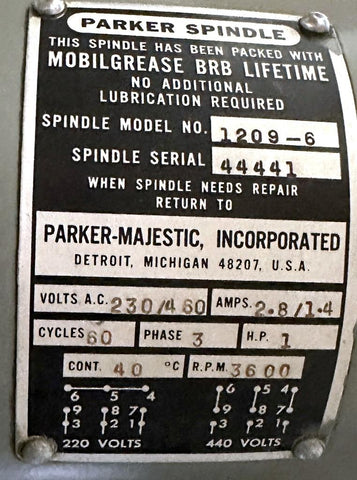 PARKER SPINDLE
THIS SPINDLE HAS BEEN PACKED WITH
MOBILGREASE BRB LIFETIME
NO ADDITIONAL
LUBRICATION REQUIRED
SPINDLE MODEL NO. 1209-6
SPINDLE SERIAL 44441
WHEN SPINDLE NEEDS REPAIR
RETURN TO
PARKER-MAJESTIC, INCORPORATED
DETROIT, MICHIGAN 48207, U.S.A.
VOLTS A.C. 230/460 AMPS. 2.8/1.4
CYCLES 60 PHASE 3 H.P. 1
CONT. 40 °C R.P.M. 3600
6 5 4 6 5 4
9 8 7 9 8 7
3 2 1 3 2 1
220 VOLTS 440 VOLTS